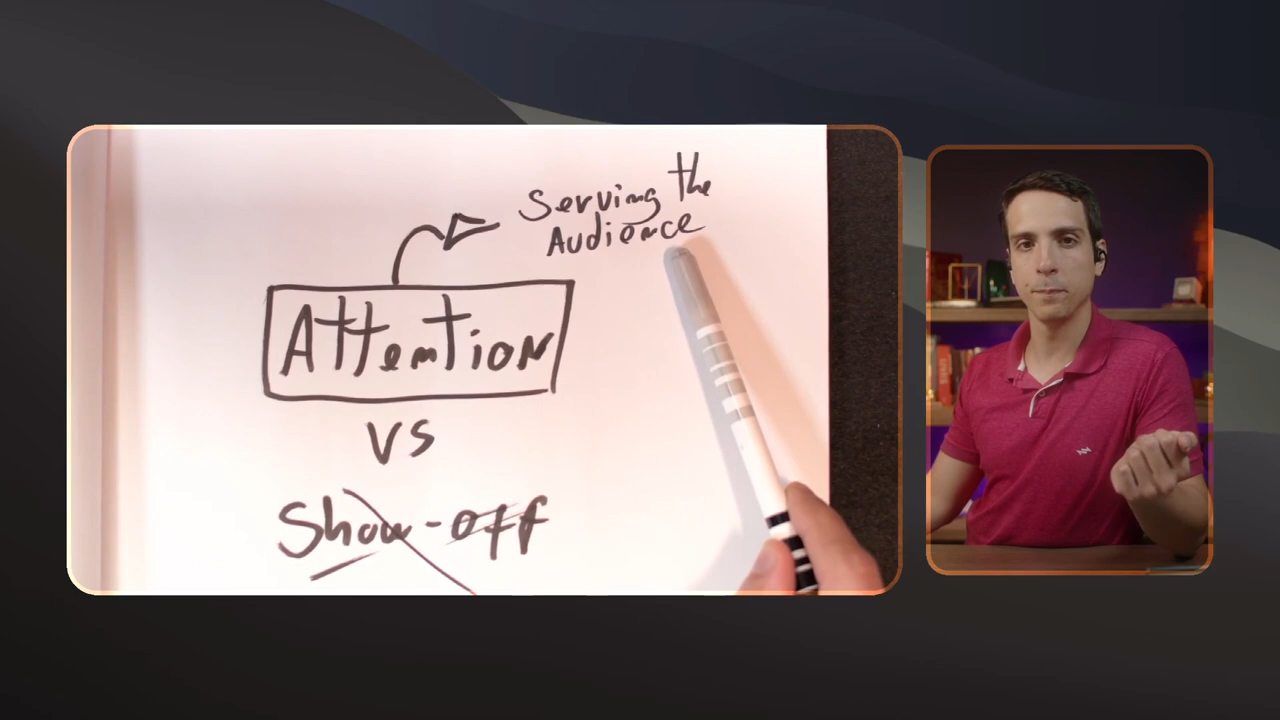 Serving the
Audience
Attention
vs
Show-off